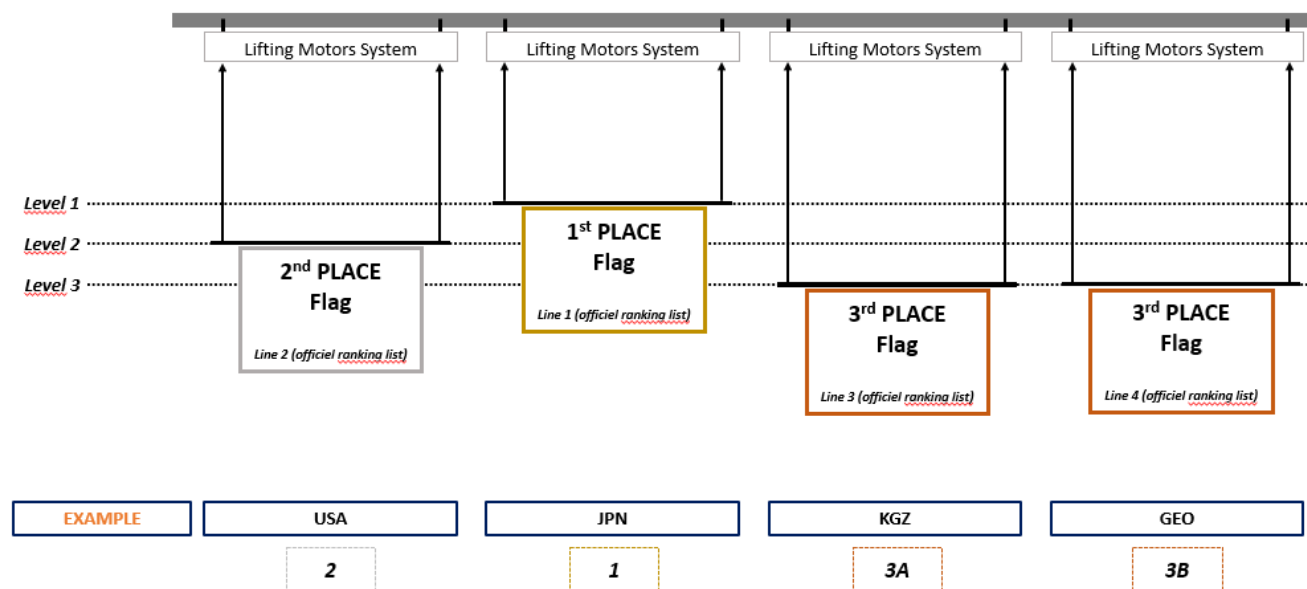 Lifting Motors System
Lifting Motors System
Lifting Motors System
Lifting Motors System
Level 1
Level 2
Level 3
2nd PLACE
Flag
Line 2 (officiel ranking list)
1st PLACE
Flag
Line 1 (officiel ranking list)
3rd PLACE
Flag
Line 3 (officiel ranking list)
3rd PLACE
Flag
Line 4 (officiel ranking list)
EXAMPLE
USA
JPN
KGZ
GEO
2
1
3A
3B